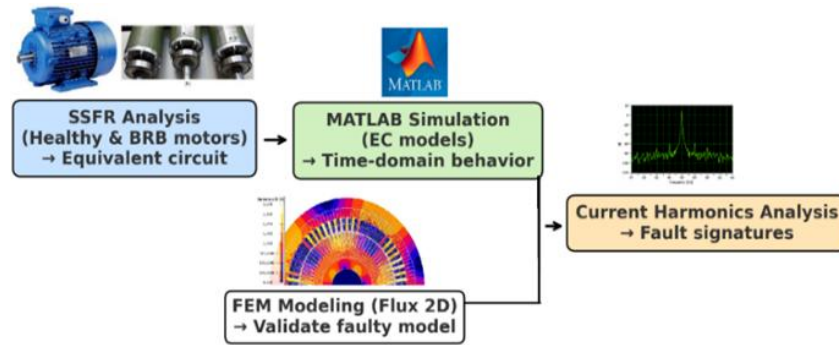 MATLAB
SSFR Analysis
(Healthy & BRB motors)
→ Equivalent circuit
MATLAB Simulation
(EC models)
→ Time-domain behavior
Current Harmonics Analysis
→ Fault signatures
FEM Modeling (Flux 2D)
→ Validate faulty model